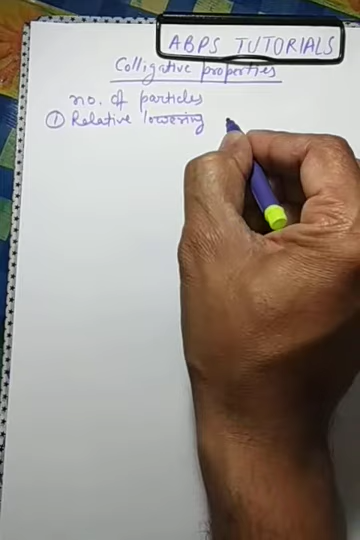 ABPS TUTORIALS
Colligative properties
no. of particles
① Relative lowering